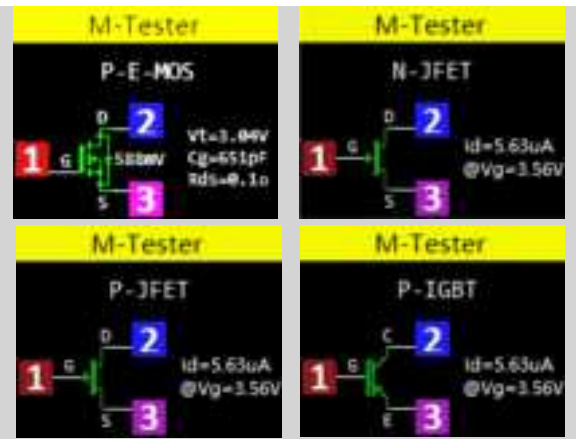 M-Tester
P-E-MOS
D
2
1
G
588mV
Vt=3.04V
Cg=651pF
Rds=0.1Ω
S
3
M-Tester
N-JFET
D
2
1
G
Id=5.63uA
@Vg=3.56V
S
3
M-Tester
P-JFET
D
2
1
G
Id=5.63uA
@Vg=3.56V
S
3
M-Tester
P-IGBT
C
2
1
G
Id=5.63uA
@Vg=3.56V
E
3